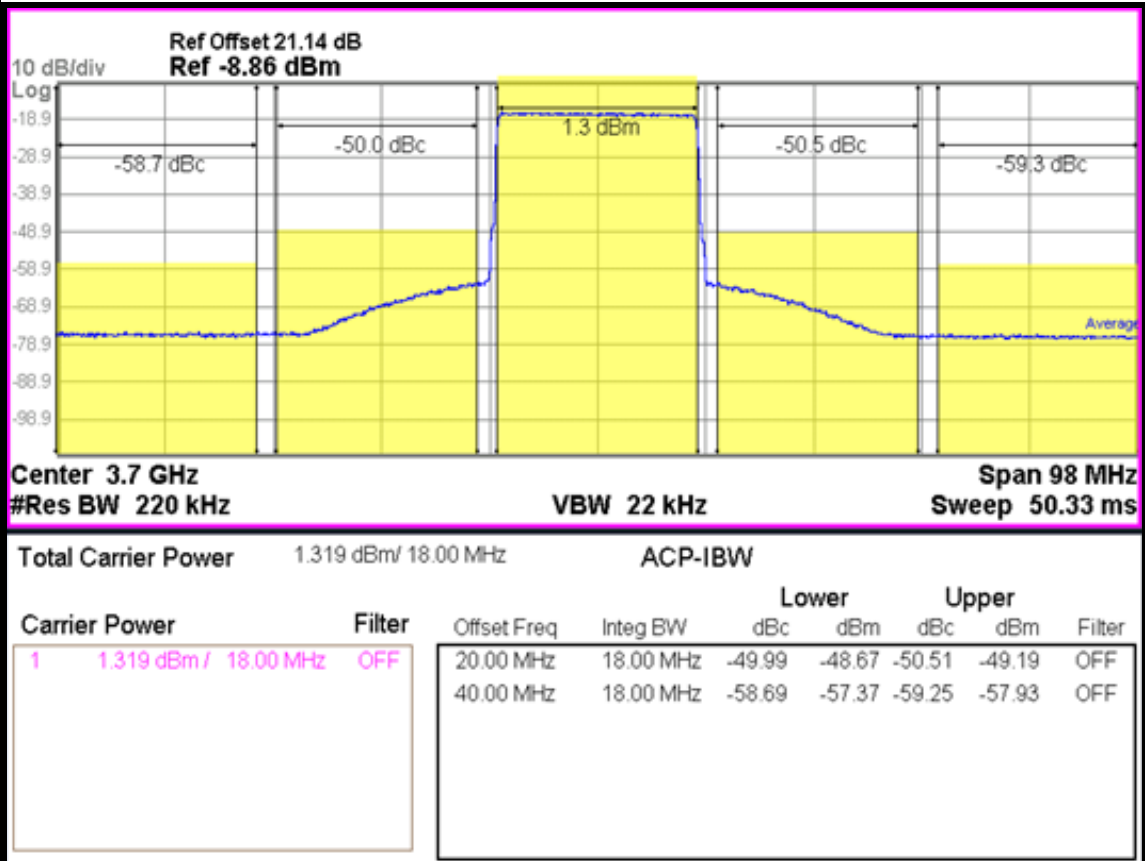 Ref Offset 21.14 dB
10 dB/div Ref -8.86 dBm
Log
-18.9
-28.9
-38.9
-48.9
-58.9
-68.9
-78.9
-88.9
-98.9
-58.7 dBc
-50.0 dBc
1.3 dBm
-50.5 dBc
-59.3 dBc
Average
Center 3.7 GHz Span 98 MHz
#Res BW 220 kHz VBW 22 kHz Sweep 50.33 ms
Total Carrier Power 1.319 dBm/ 18.00 MHz ACP-IBW
Lower Upper
Carrier Power Filter Offset Freq Integ BW dBc dBm dBc dBm Filter
1 1.319 dBm / 18.00 MHz OFF 20.00 MHz 18.00 MHz -49.99 -48.67 -50.51 -49.19 OFF
40.00 MHz 18.00 MHz -58.69 -57.37 -59.25 -57.93 OFF